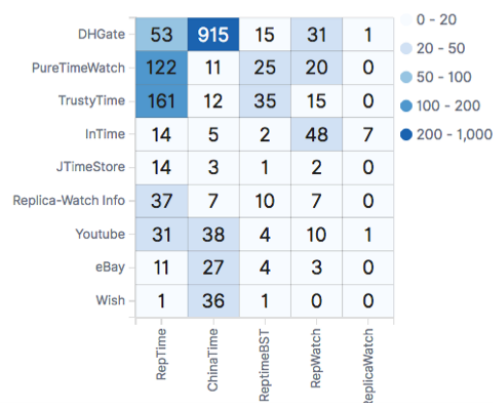 DHGate 53 915 15 31 1
PureTimeWatch 122 11 25 20 0
TrustyTime 161 12 35 15 0
InTime 14 5 2 48 7
JTimeStore 14 3 1 2 0
Replica-Watch Info 37 7 10 7 0
Youtube 31 38 4 10 1
eBay 11 27 4 3 0
Wish 1 36 1 0 0
RepTime
ChinaTime
ReptimeBST
RepWatch
ReplicaWatch
0 - 20
20 - 50
50 - 100
100 - 200
200 - 1,000